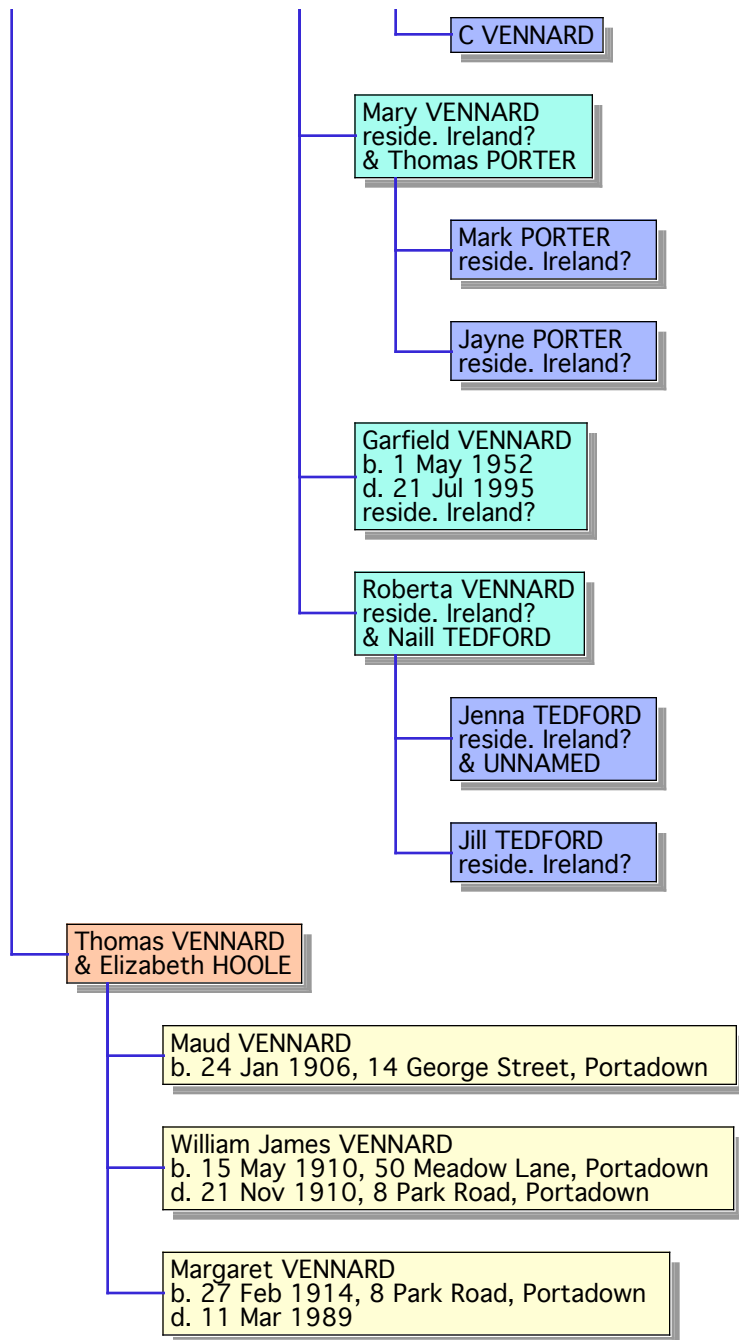 C VENNARD
Mary VENNARD
reside. Ireland?
& Thomas PORTER
Mark PORTER
reside. Ireland?
Jayne PORTER
reside. Ireland?
Garfield VENNARD
b. 1 May 1952
d. 21 Jul 1995
reside. Ireland?
Roberta VENNARD
reside. Ireland?
& Naill TEDFORD
Jenna TEDFORD
reside. Ireland?
& UNNAMED
Jill TEDFORD
reside. Ireland?
Thomas VENNARD
& Elizabeth HOOLE
Maud VENNARD
b. 24 Jan 1906, 14 George Street, Portadown
William James VENNARD
b. 15 May 1910, 50 Meadow Lane, Portadown
d. 21 Nov 1910, 8 Park Road, Portadown
Margaret VENNARD
b. 27 Feb 1914, 8 Park Road, Portadown
d. 11 Mar 1989